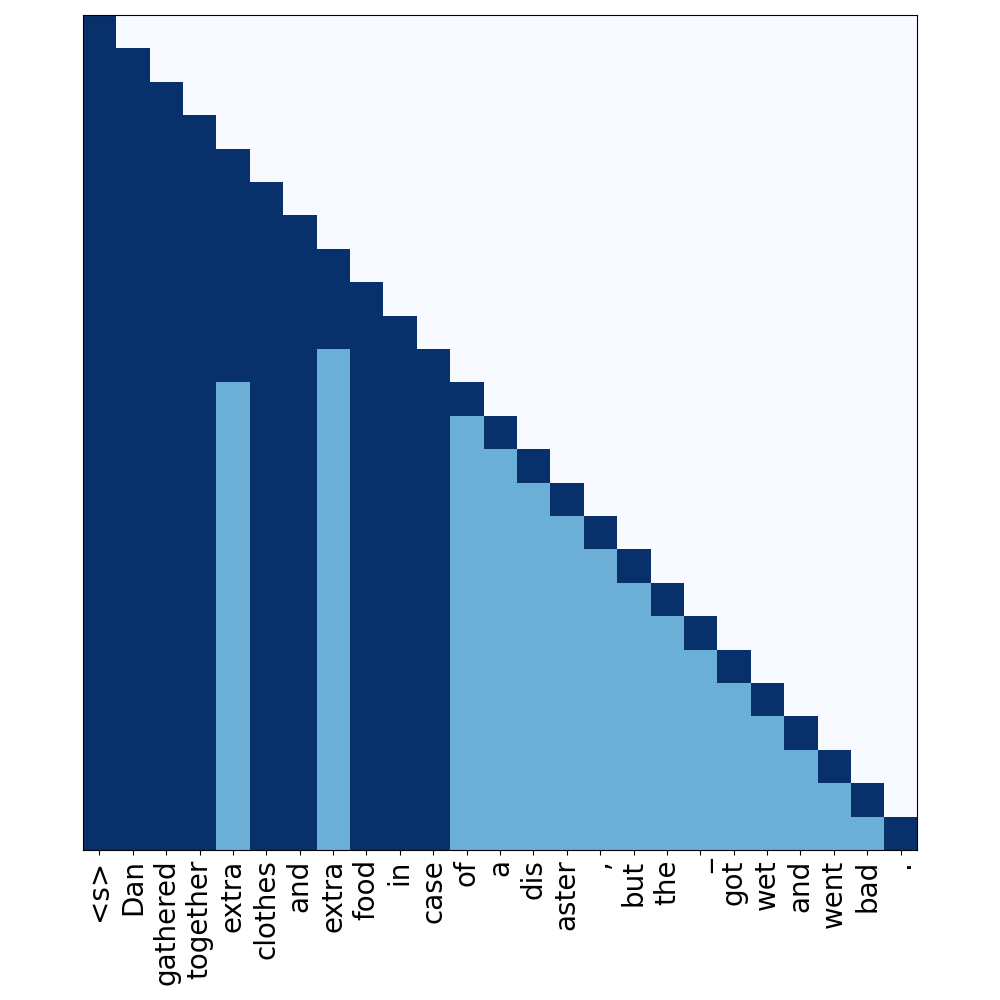 <s>
Dan
gathered
together
extra
clothes
and
extra
food
in
case
of
a
dis
aster
,
but
the
_
got
wet
and
went
bad
.